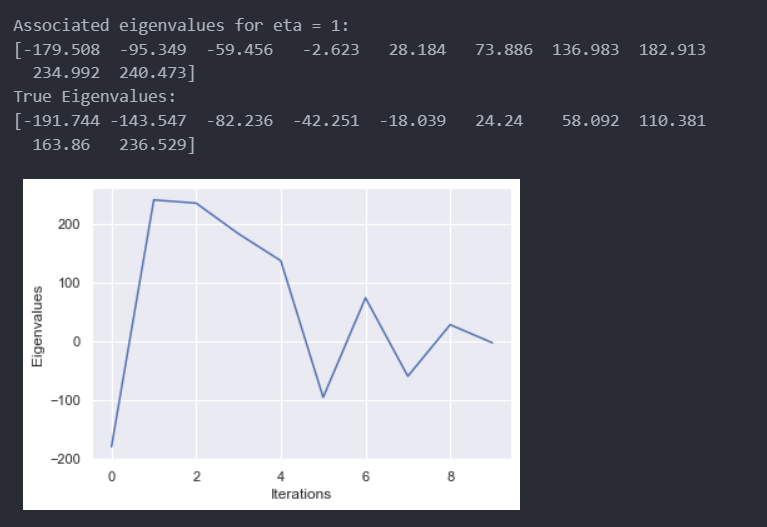 Associated eigenvalues for eta = 1:
[-179.508 -95.349 -59.456 -2.623 28.184 73.886 136.983 182.913
234.992 240.473]
True Eigenvalues:
[-191.744 -143.547 -82.236 -42.251 -18.039 24.24 58.092 110.381
163.86 236.529]
200
100
0
−100
−200
Eigenvalues
0 2 4 6 8
Iterations